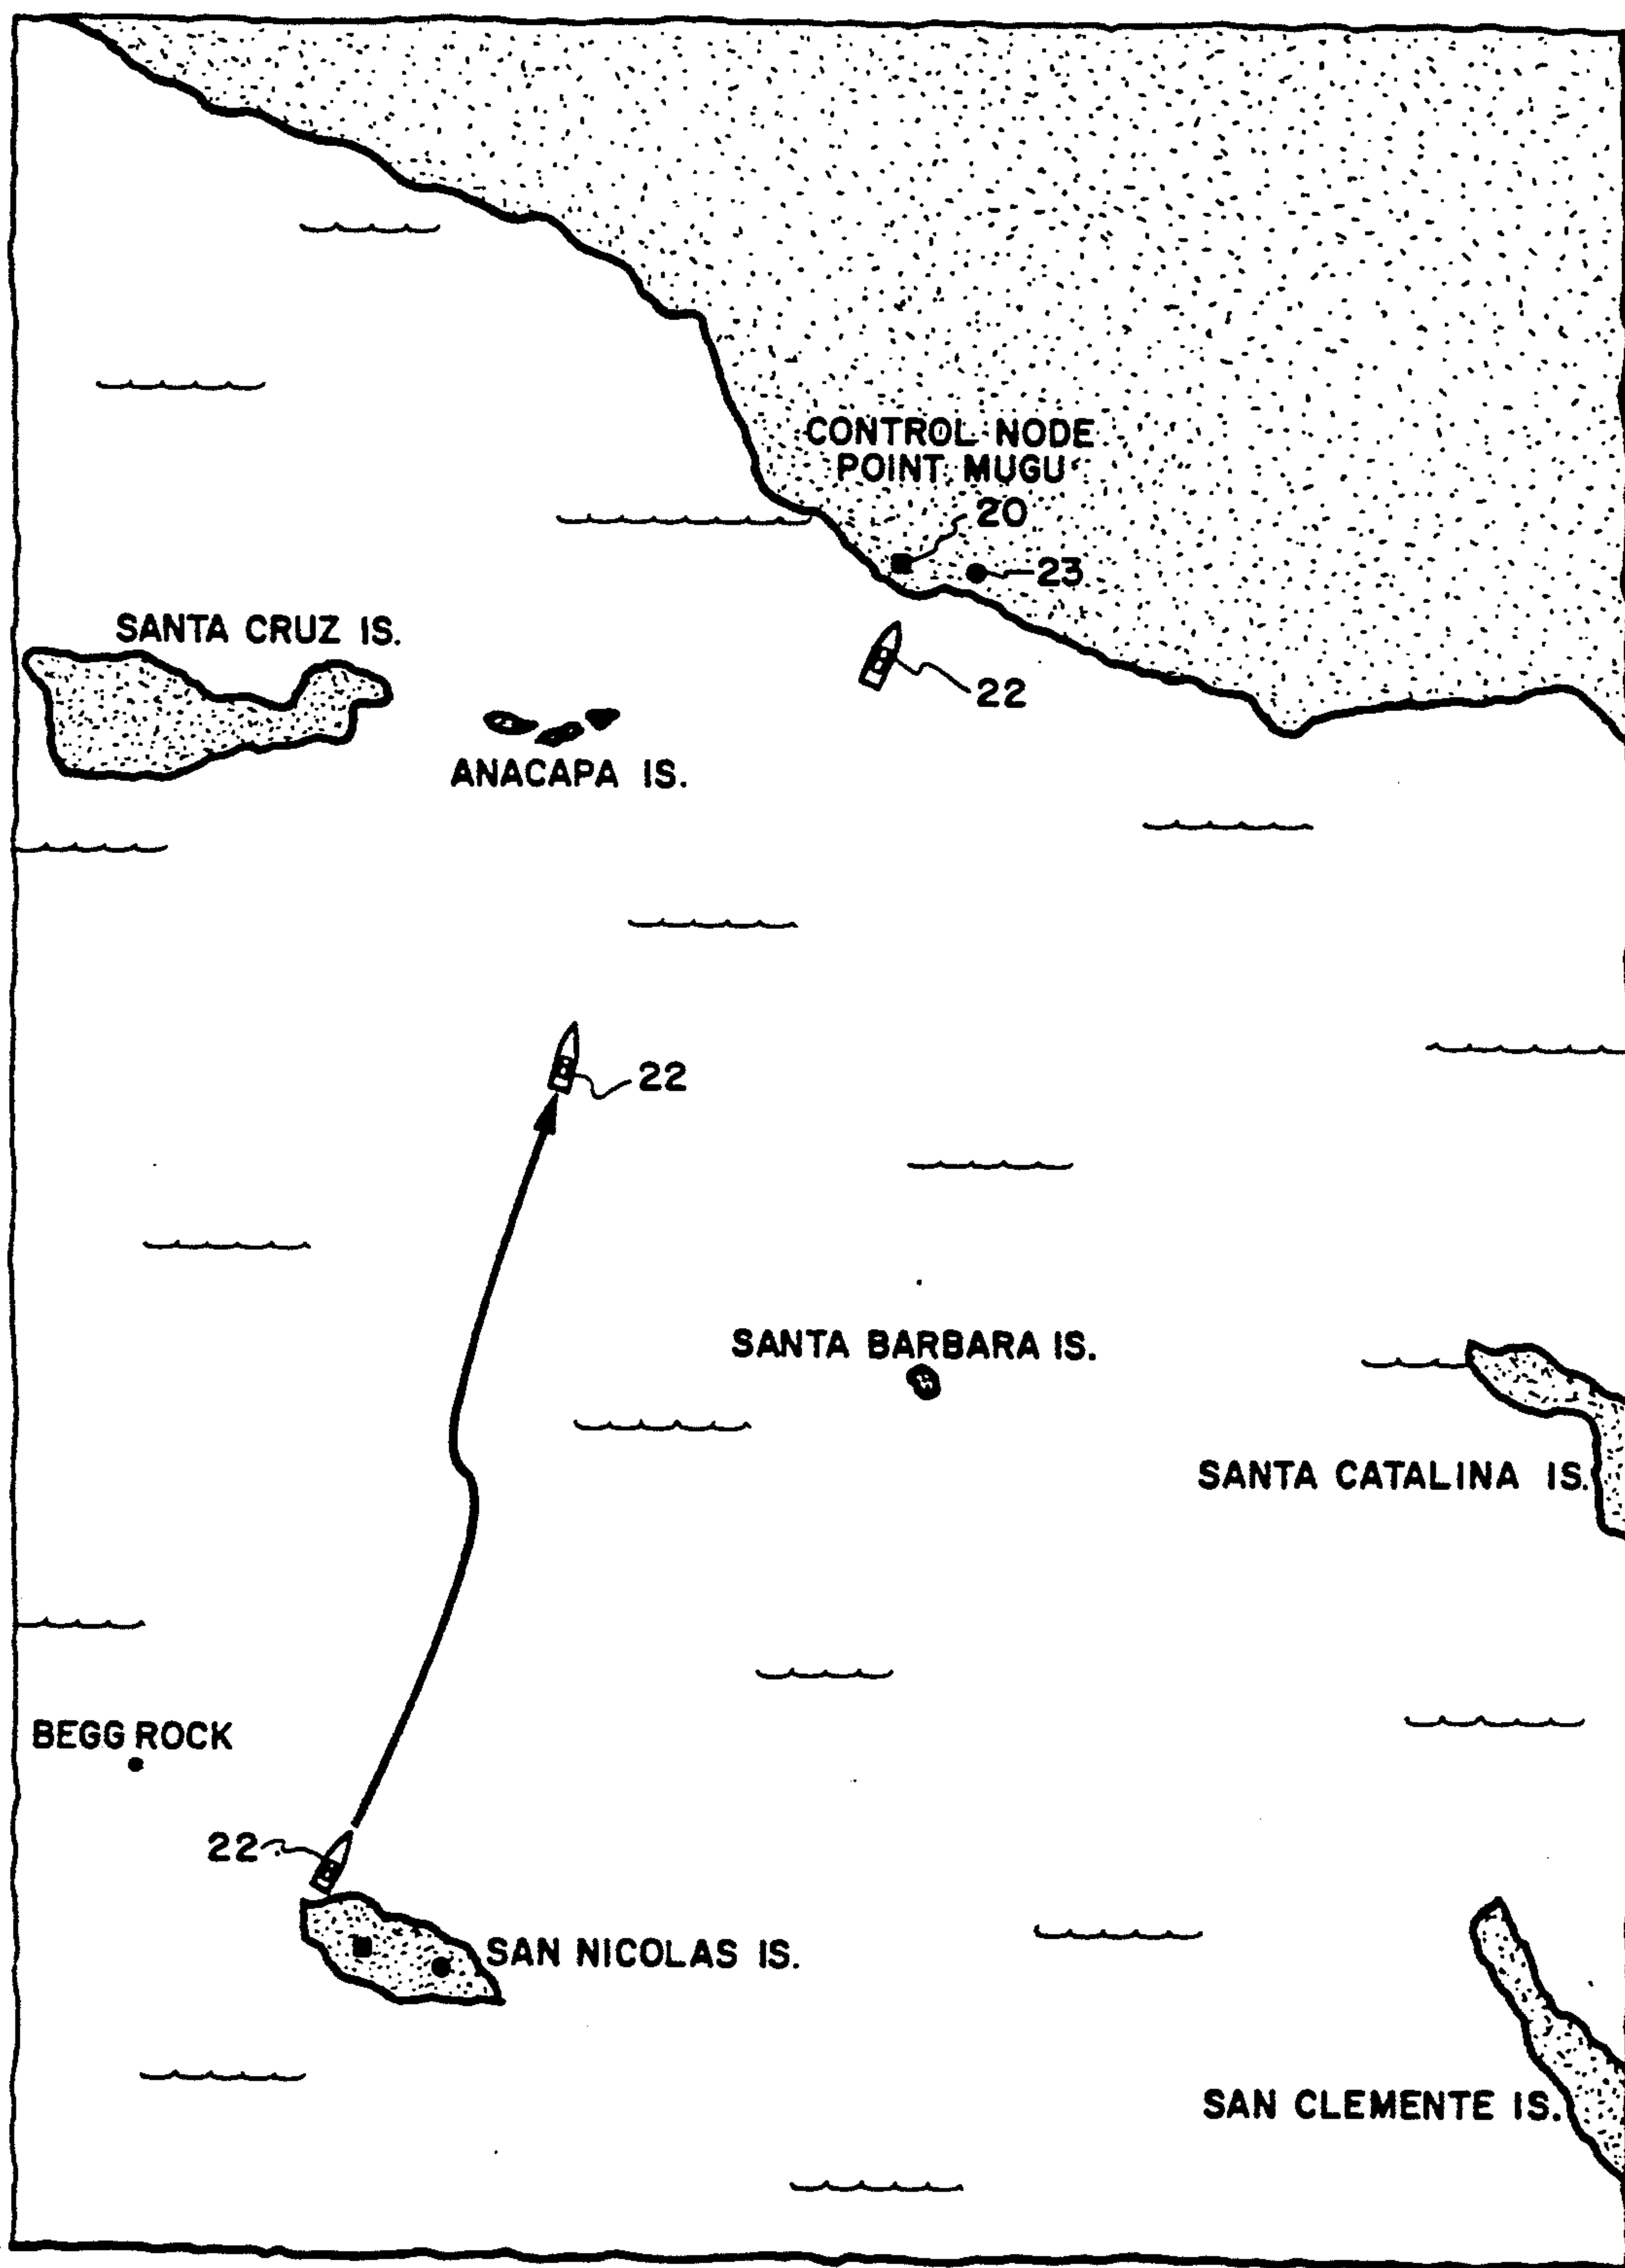 CONTROL NODE
POINT MUGU
20
23
SANTA CRUZ IS.
22
ANACAPA IS.
22
SANTA BARBARA IS.
SANTA CATALINA IS.
BEGG ROCK
22
SAN NICOLAS IS.
SAN CLEMENTE IS.